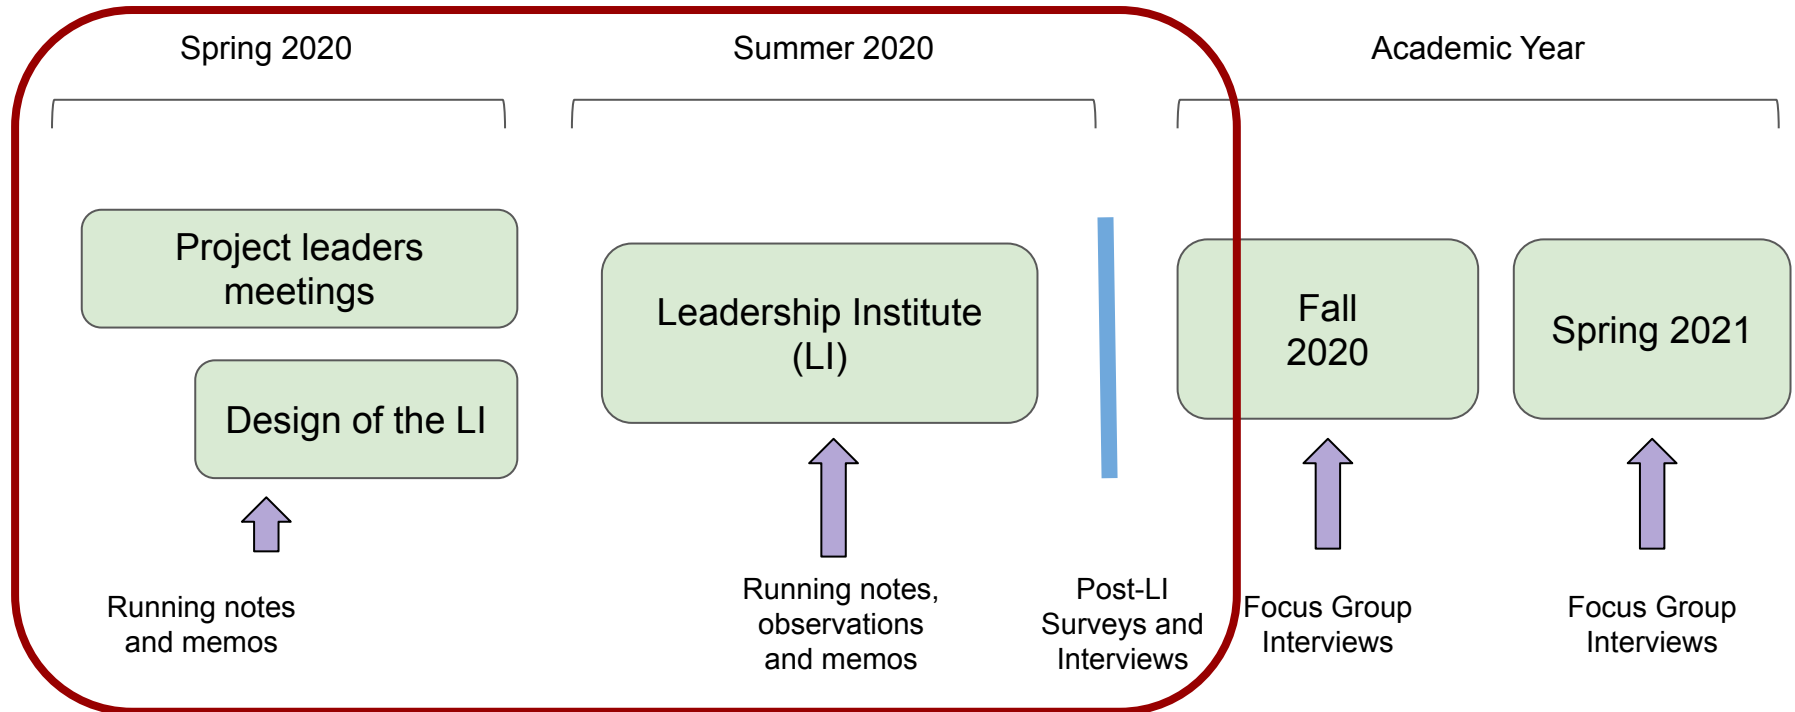 Spring 2020
Summer 2020
Academic Year
Project leaders
meetings
Design of the LI
Leadership Institute
(LI)
Fall
2020
Spring 2021
Running notes
and memos
Running notes,
observations
and memos
Post-LI
Surveys and
Interviews
Focus Group
Interviews
Focus Group
Interviews